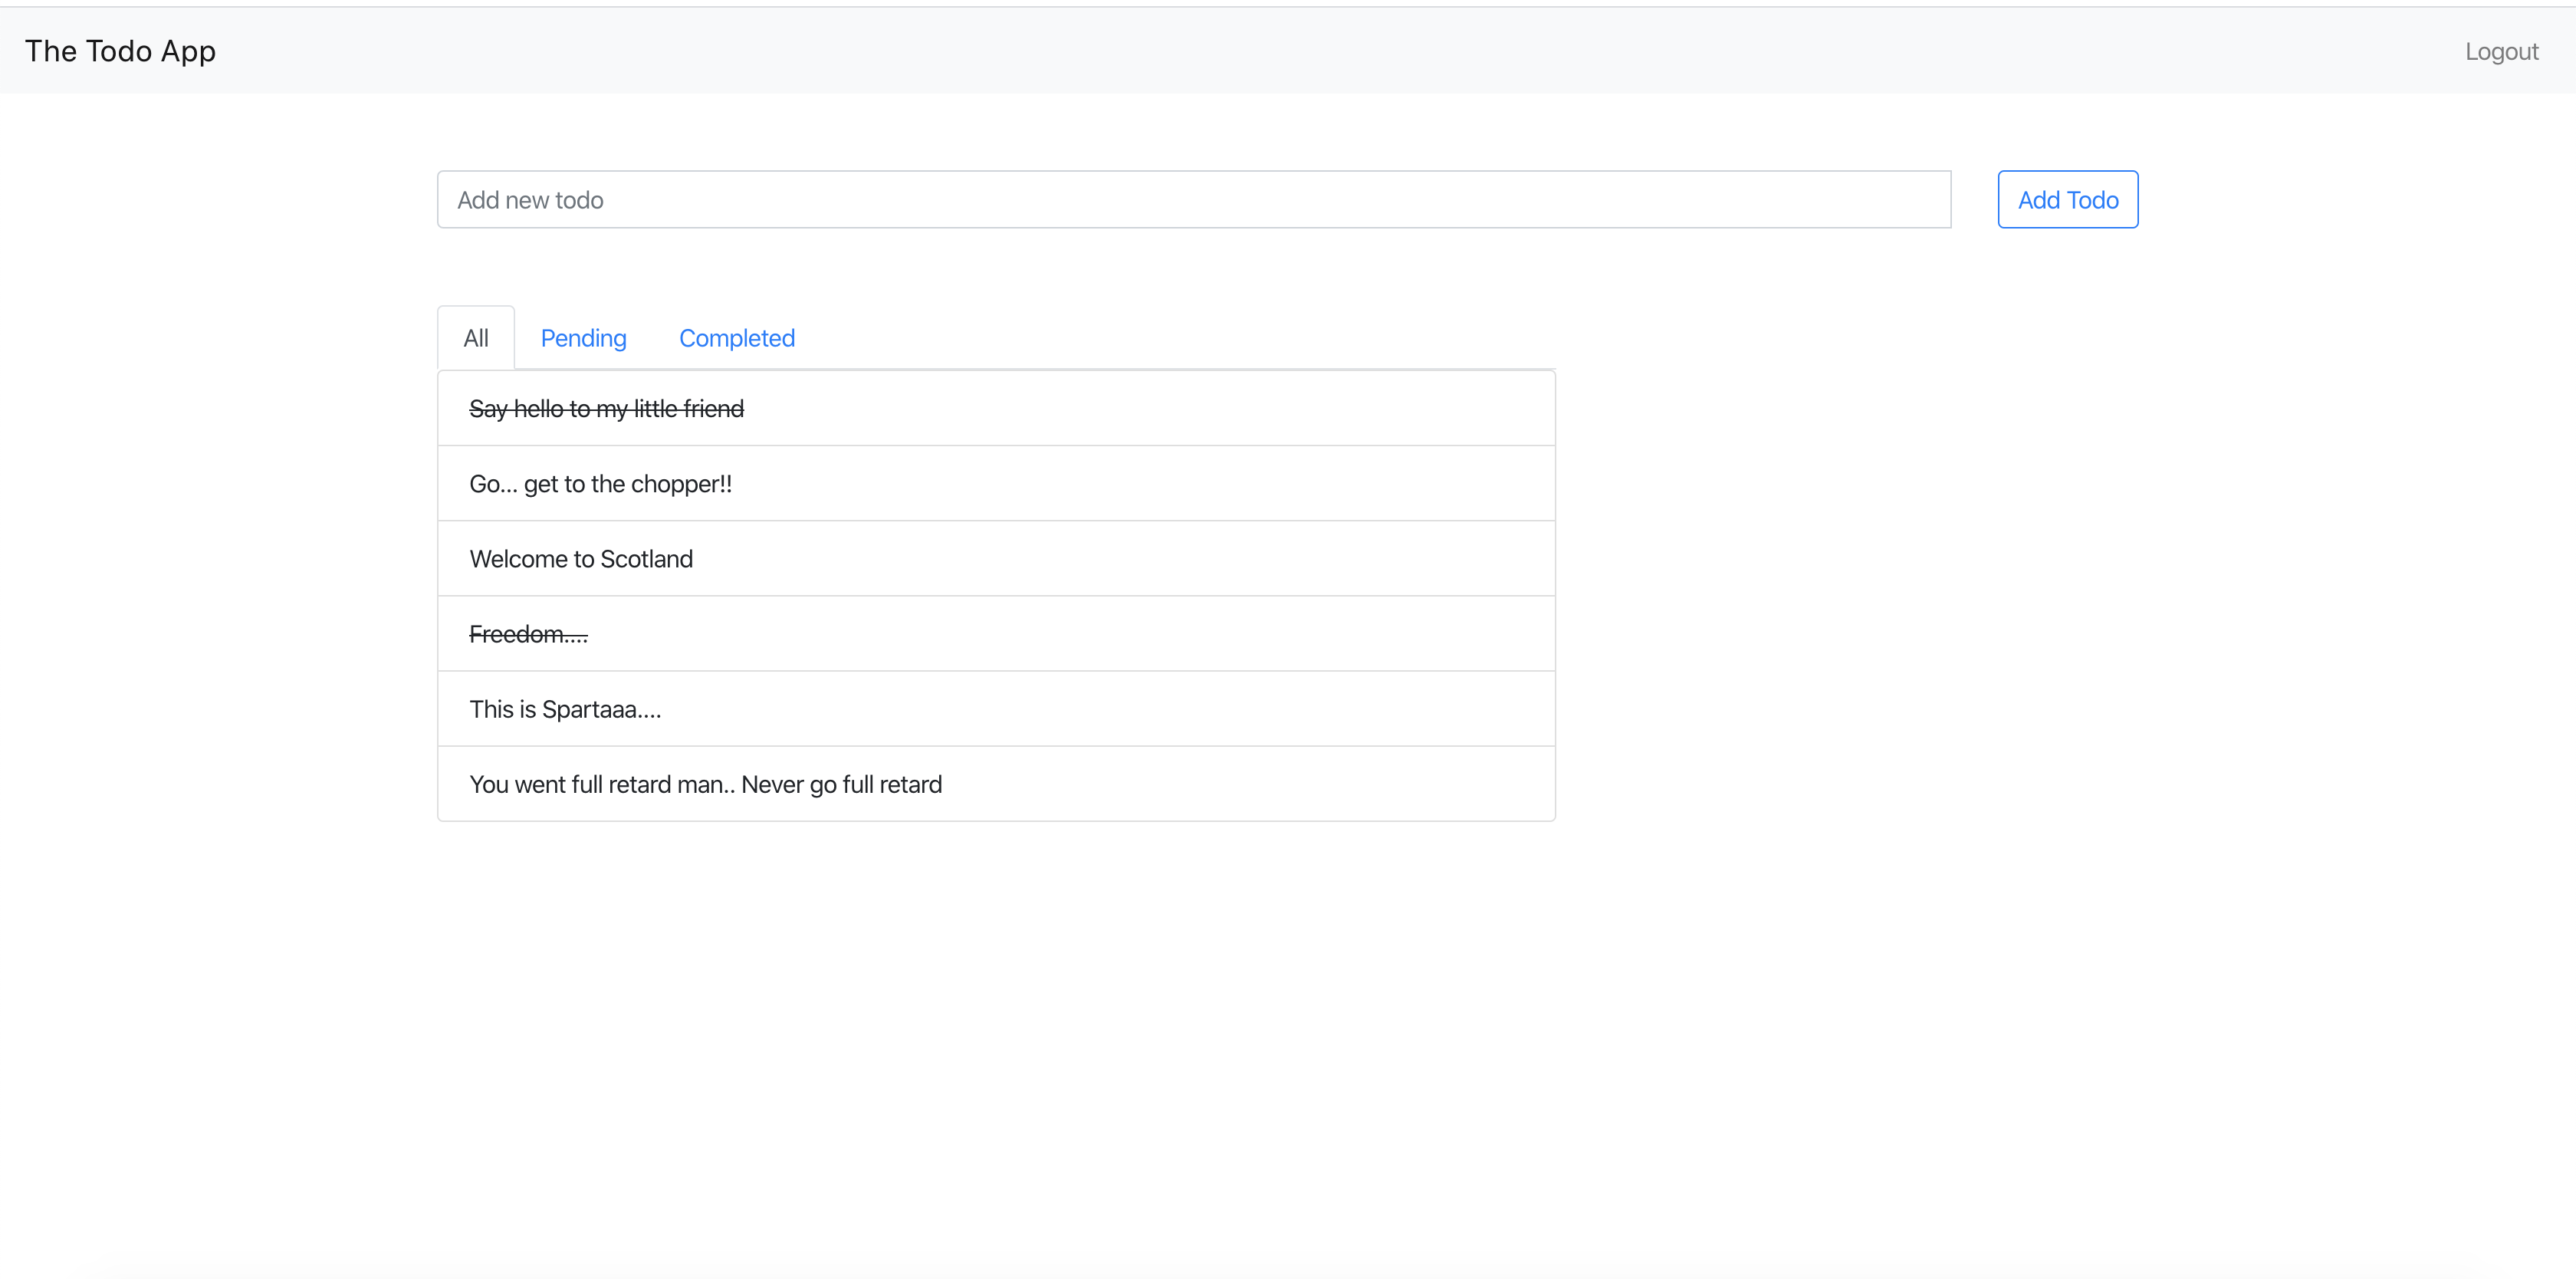 The Todo App
Logout
Add new todo
Add Todo
All
Pending
Completed
Say hello to my little friend
Go... get to the chopper!!
Welcome to Scotland
Freedom....
This is Spartaaa....
You went full retard man.. Never go full retard